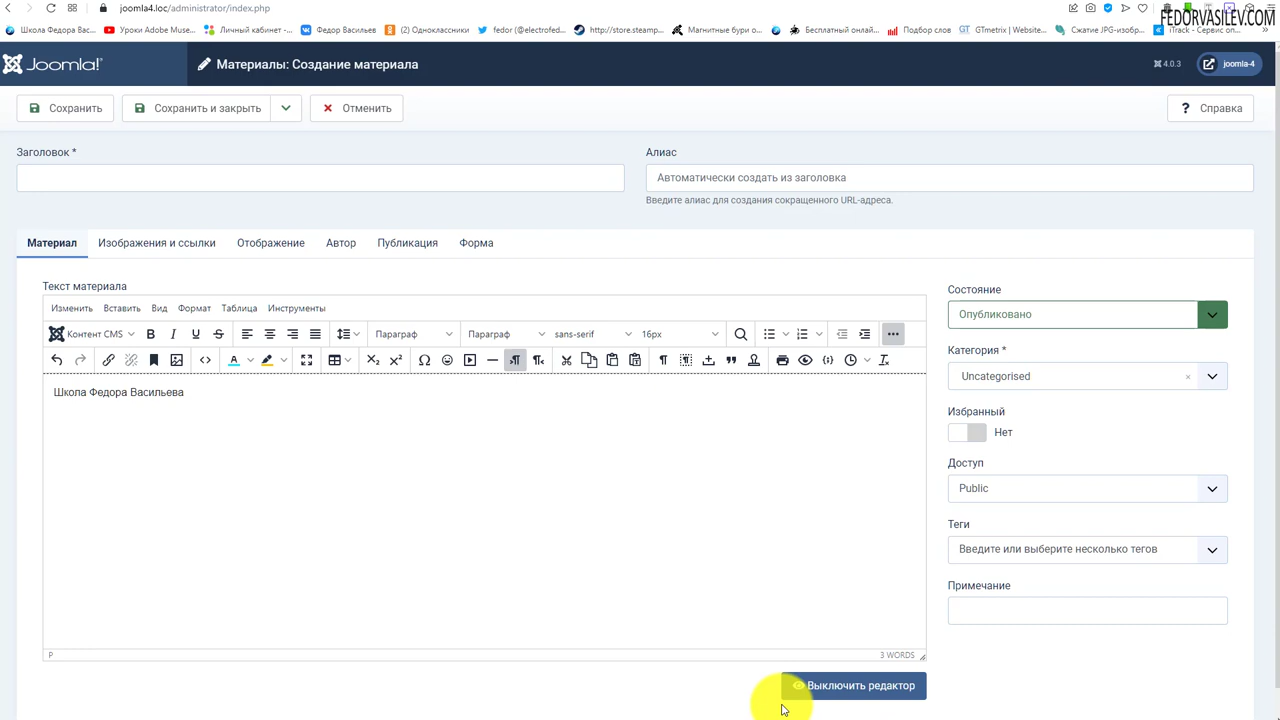 joomla4.loc/administrator/index.php
FEDORVASILEV.COM
Школа Федора Вас...
Уроки Adobe Muse...
Личный кабинет -...
Федор Васильев
(2) Одноклассники
fedor (@electrofed...
http://store.steamp...
Магнитные бури о...
Бесплатный онлай...
Подбор слов
GTmetrix | Website...
Сжатие JPG-изобр...
iTrack - Сервис оп...
Joomla!
Материалы: Создание материала
4.0.3
joomla-4
Сохранить
Сохранить и закрыть
Отменить
? Справка
Заголовок *
Алиас
Автоматически создать из заголовка
Введите алиас для создания сокращенного URL-адреса.
Материал
Изображения и ссылки
Отображение
Автор
Публикация
Форма
Текст материала
Изменить Вставить Вид Формат Таблица Инструменты
Контент CMS
Параграф
Параграф
sans-serif
16px
Школа Федора Васильева
P
3 WORDS
Выключить редактор
Состояние
Опубликовано
Категория *
Uncategorised
Избранный
Нет
Доступ
Public
Теги
Введите или выберите несколько тегов
Примечание